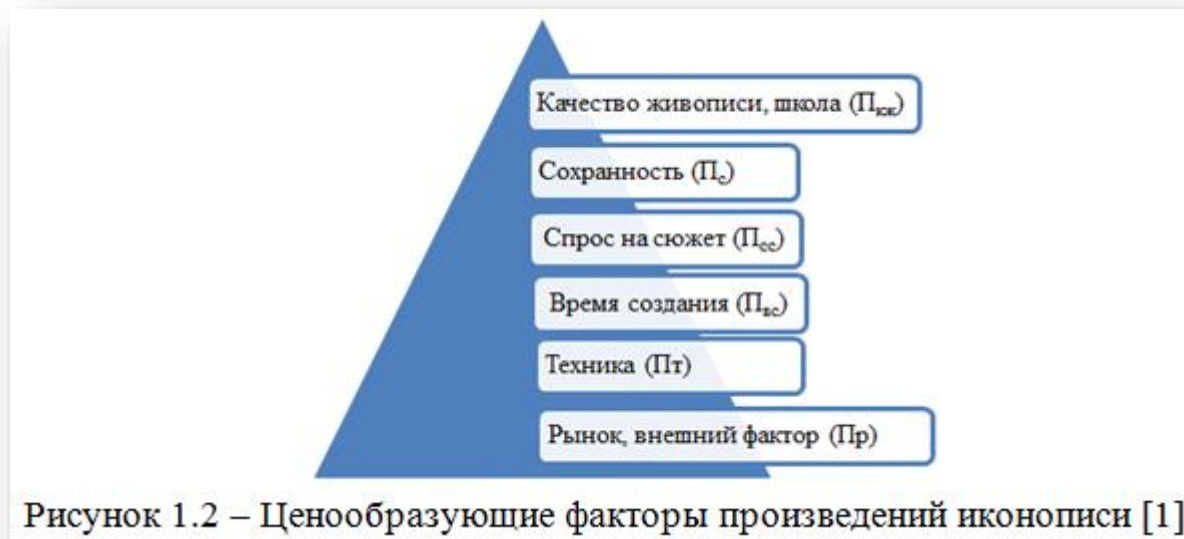 Качество живописи, школа (Пкж)
Сохранность (Пс)
Спрос на сюжет (Псс)
Время создания (Пвс)
Техника (Пт)
Рынок, внешний фактор (Пр)
Рисунок 1.2 – Ценообразующие факторы произведений иконописи [1]